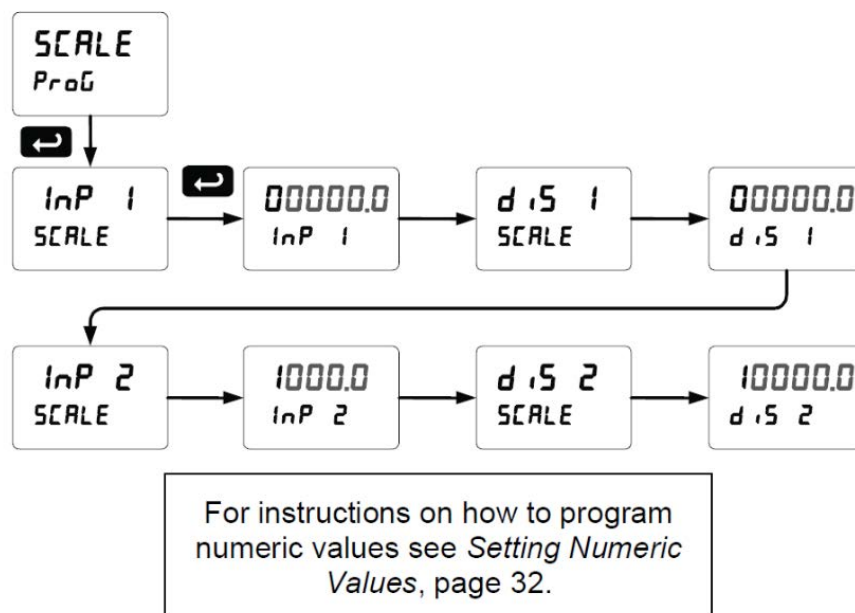 SCALE
ProG
InP 1
SCALE
00000.0
InP 1
diS 1
SCALE
00000.0
diS 1
InP 2
SCALE
1000.0
InP 2
diS 2
SCALE
10000.0
diS 2
For instructions on how to program
numeric values see Setting Numeric
Values, page 32.